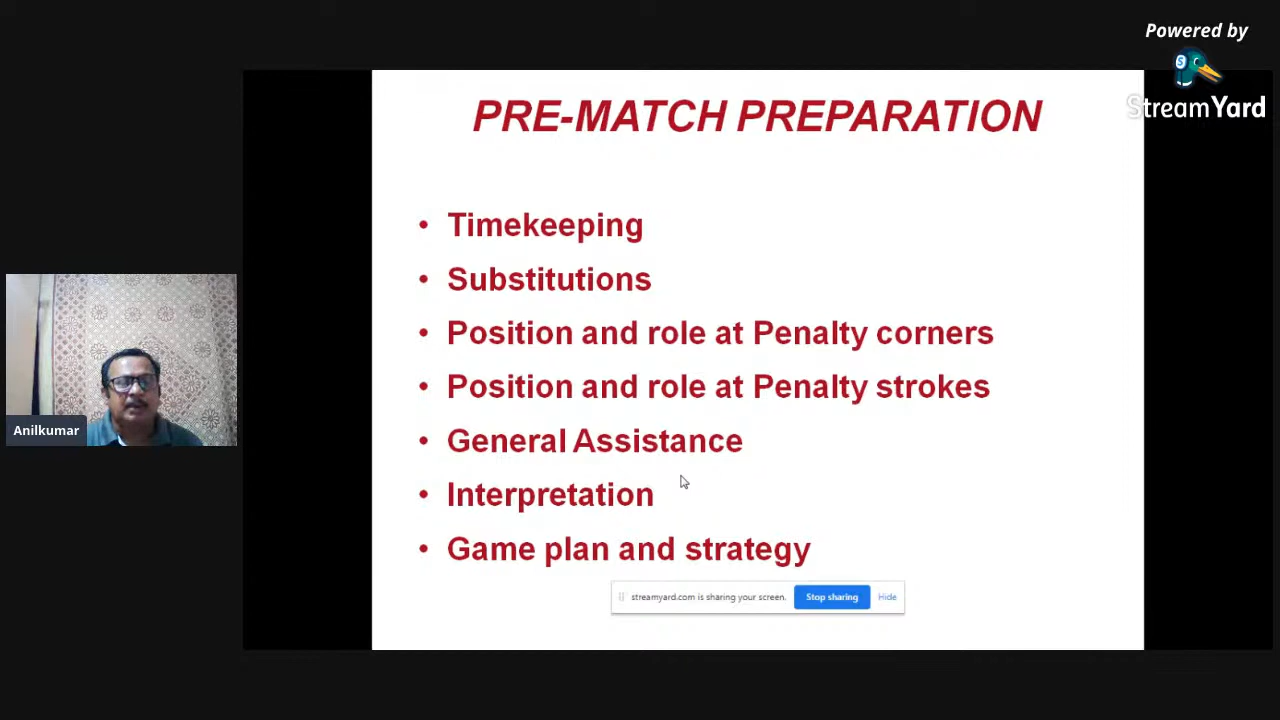 Powered by
StreamYard
PRE-MATCH PREPARATION
• Timekeeping
• Substitutions
• Position and role at Penalty corners
• Position and role at Penalty strokes
• General Assistance
• Interpretation
• Game plan and strategy
Anilkumar
streamyard.com is sharing your screen. Stop sharing Hide